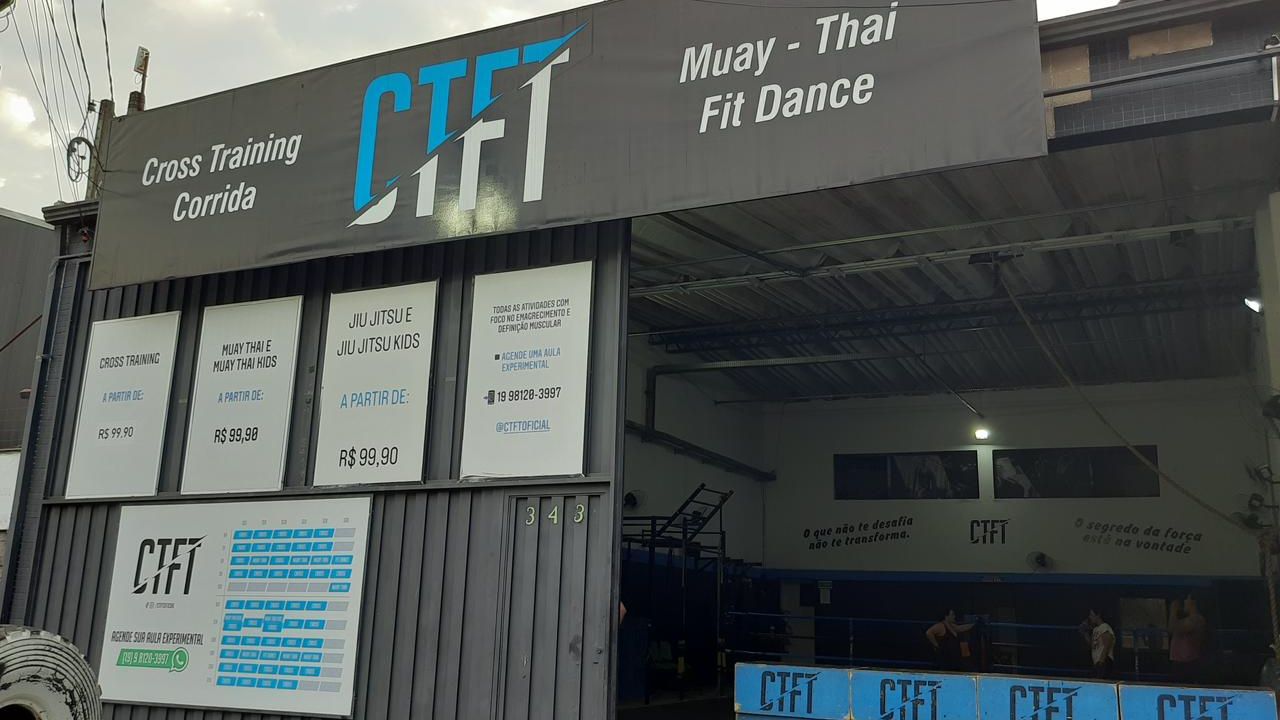 Cross Training
Corrida
CTFT
Muay - Thai
Fit Dance
CROSS TRAINING
A PARTIR DE:
R$ 99,90
MUAY THAI E
MUAY THAI KIDS
A PARTIR DE:
R$ 99,90
JIU JITSU E
JIU JITSU KIDS
A PARTIR DE:
R$ 99,90
TODAS AS ATIVIDADES COM
FOCO NO EMAGRECIMENTO E
DEFINIÇÃO MUSCULAR
AGENDE UMA AULA
EXPERIMENTAL
19 98120-3997
@CTFTOFICIAL
343
CTFT
/CTFTOFICIAL
AGENDE SUA AULA EXPERIMENTAL
(19) 9 8120-3997
O que não te desafia
não te transforma.
CTFT
O segredo da força
está na vontade
CTFT
CTFT
CTFT
CTFT